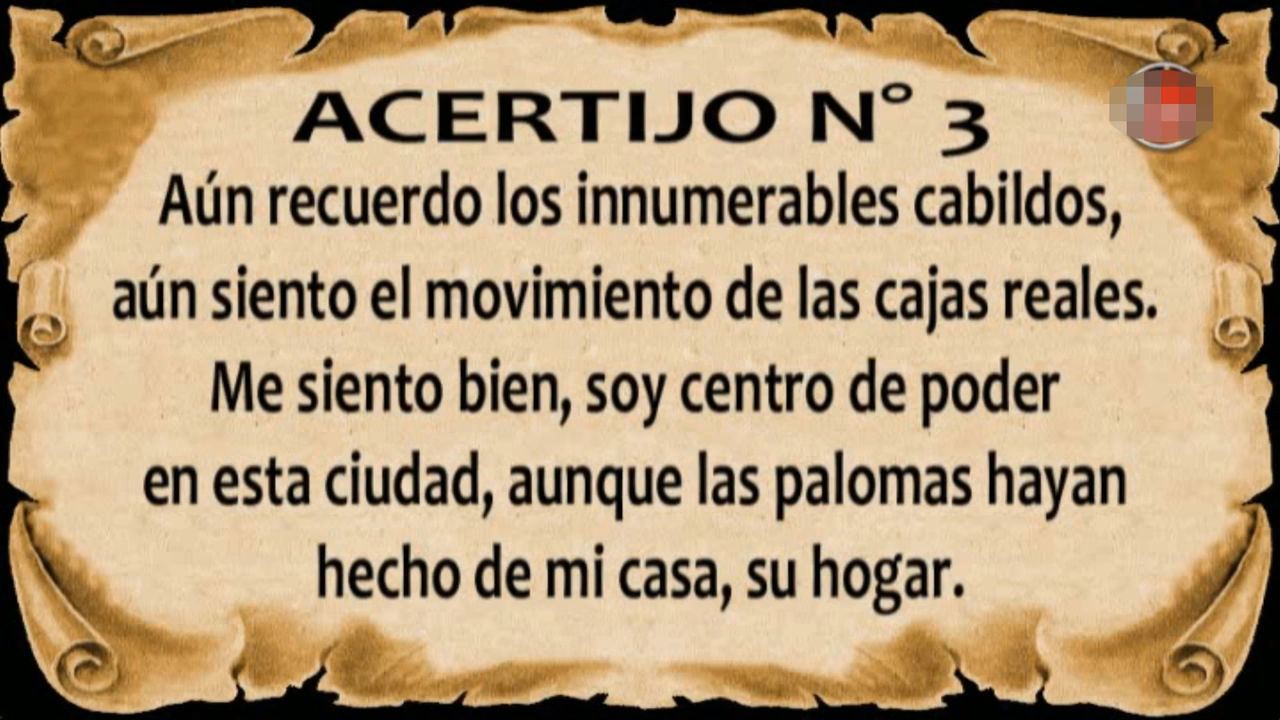 ACERTIJO N° 3
Aún recuerdo los innumerables cabildos,
aún siento el movimiento de las cajas reales.
Me siento bien, soy centro de poder
en esta ciudad, aunque las palomas hayan
hecho de mi casa, su hogar.